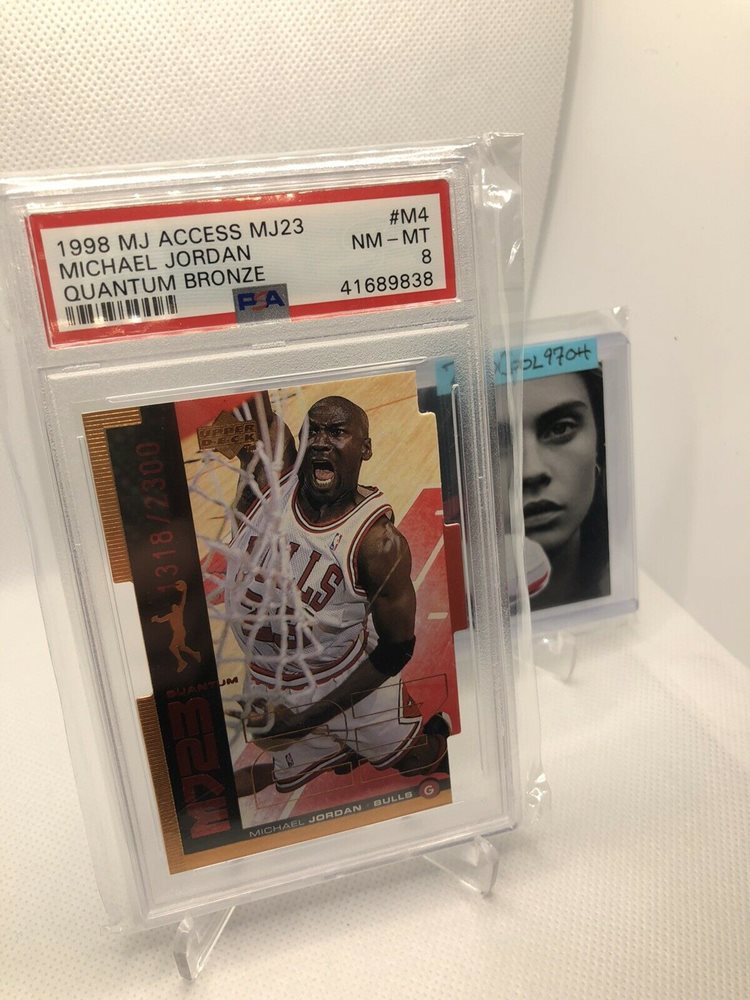 1998 MJ ACCESS MJ23 #M4
MICHAEL JORDAN NM - MT
QUANTUM BRONZE 8
PSA 41689838
UPPER
DECK
1318/2300
BULLS
QUANTUM
MJ23
MICHAEL JORDAN · BULLS G